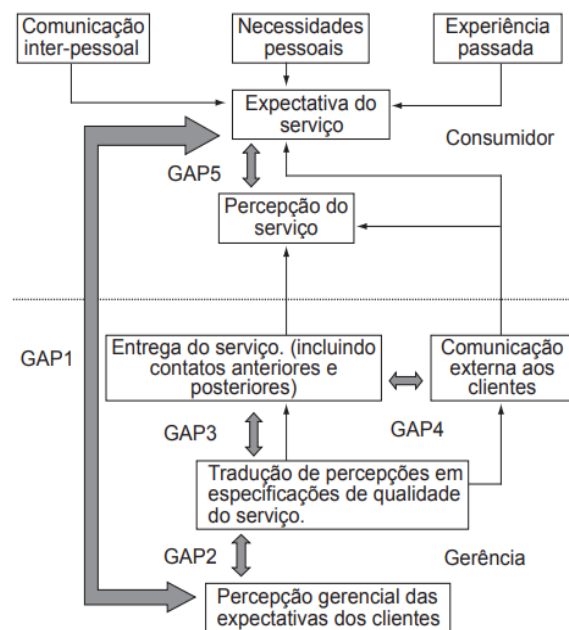 Comunicação
inter-pessoal
Necessidades
pessoais
Experiência
passada
Expectativa do
serviço
Consumidor
GAP5
Percepção do
serviço
GAP1
Entrega do serviço. (incluindo
contatos anteriores e
posteriores)
Comunicação
externa aos
clientes
GAP3
GAP4
Tradução de percepções em
especificações de qualidade
do serviço.
GAP2
Gerência
Percepção gerencial das
expectativas dos clientes